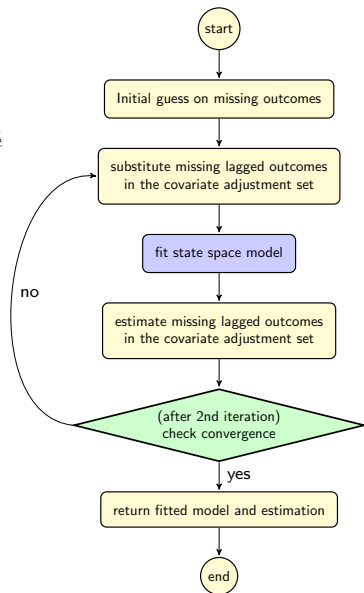 start
Initial guess on missing outcomes
substitute missing lagged outcomes
in the covariate adjustment set
fit state space model
no
estimate missing lagged outcomes
in the covariate adjustment set
(after 2nd iteration)
check convergence
yes
return fitted model and estimation
end